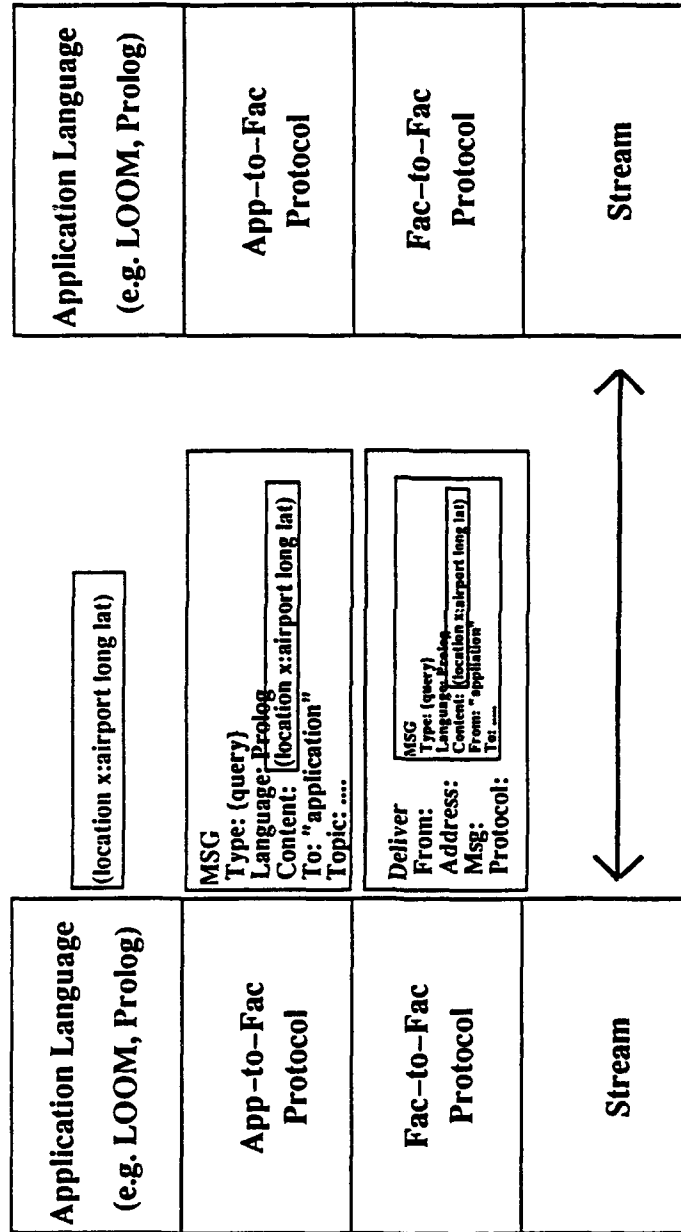 Application Language
(e.g. LOOM, Prolog)
App-to-Fac
Protocol
Fac-to-Fac
Protocol
Stream
(location x:airport long lat)
MSG
Type: {query}
Language: Prolog
Content: (location x:airport long lat)
To: "application"
Topic: ....
Deliver
From:
Address:
Msg:
Protocol:
MSG
Type: {query}
Language: Prolog
Content: (location x:airport long lat)
From: "appliation"
To: .....
Application Language
(e.g. LOOM, Prolog)
App-to-Fac
Protocol
Fac-to-Fac
Protocol
Stream